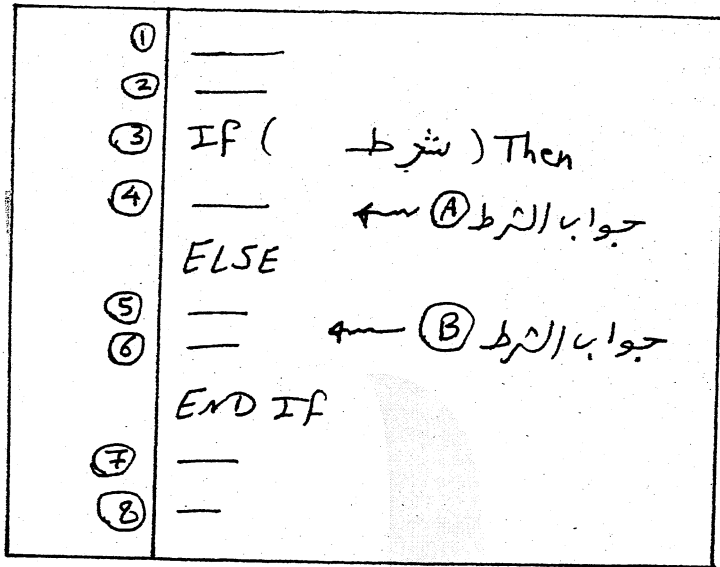 ①
②
③ If ( شرط ) Then
④ جواب الشرط Ⓐ
ELSE
⑤
⑥ جواب الشرط Ⓑ
END If
⑦
⑧